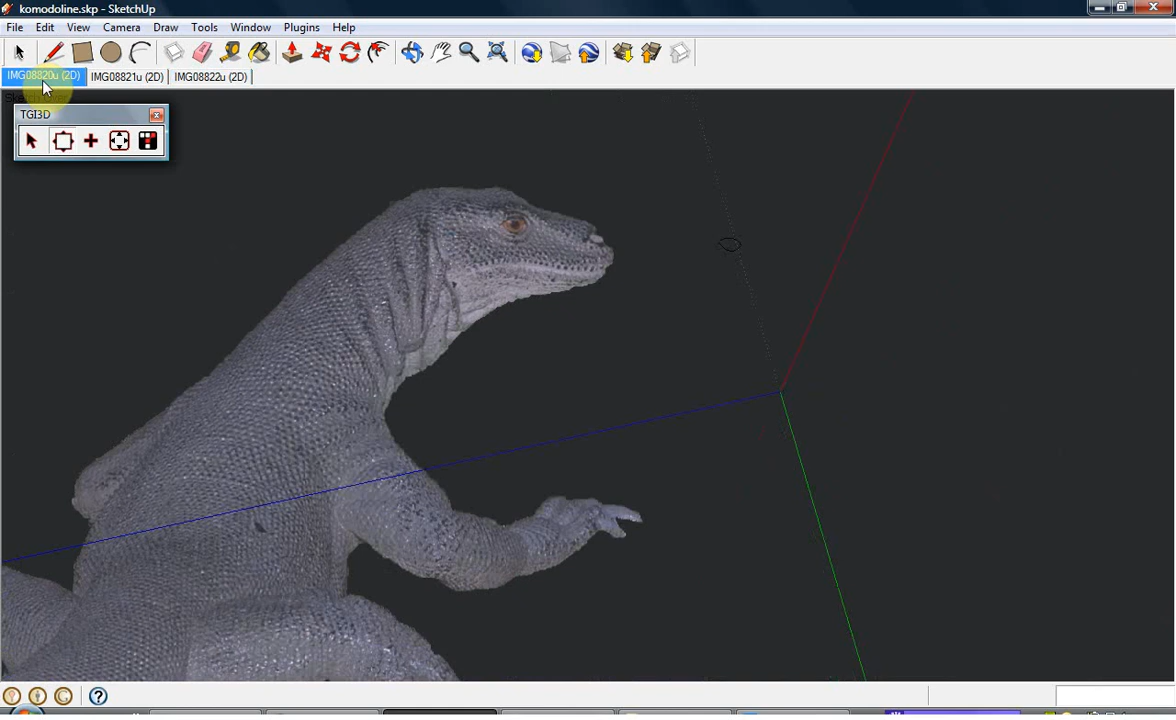 komodoline.skp - SketchUp
File Edit View Camera Draw Tools Window Plugins Help
IMG08820u (2D) IMG08821u (2D) IMG08822u (2D)
TGI3D